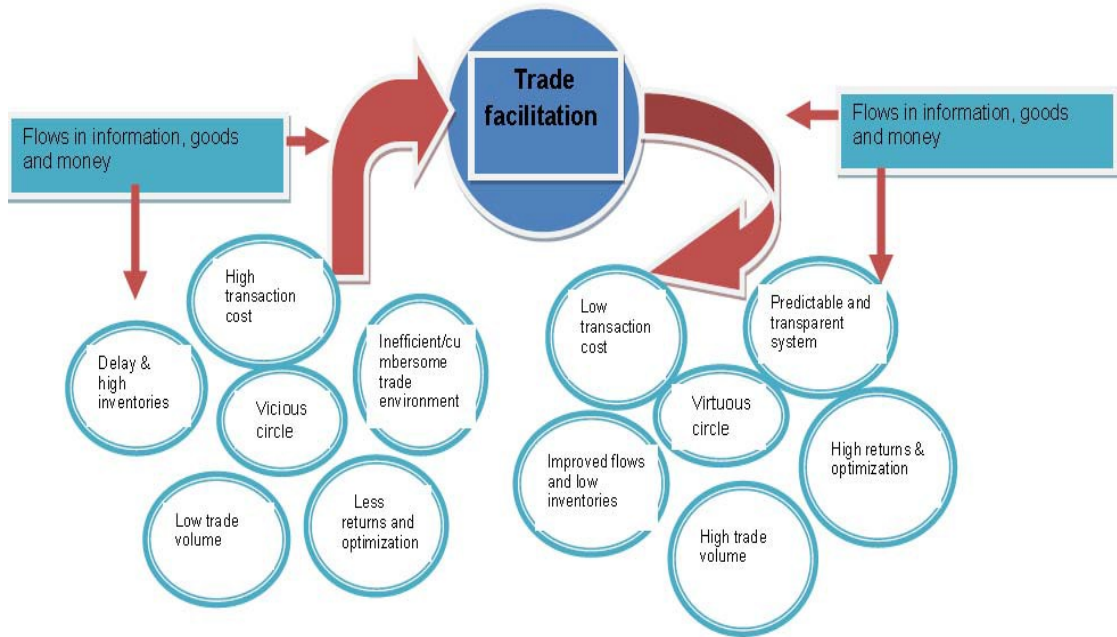 Trade
facilitation
Flows in information, goods
and money
Flows in information, goods
and money
High
transaction
cost
Delay &
high
inventories
Inefficient/cu
mbersome
trade
environment
Vicious
circle
Low trade
volume
Less
returns and
optimization
Low
transaction
cost
Predictable and
transparent
system
Virtuous
circle
Improved flows
and low
inventories
High returns &
optimization
High trade
volume